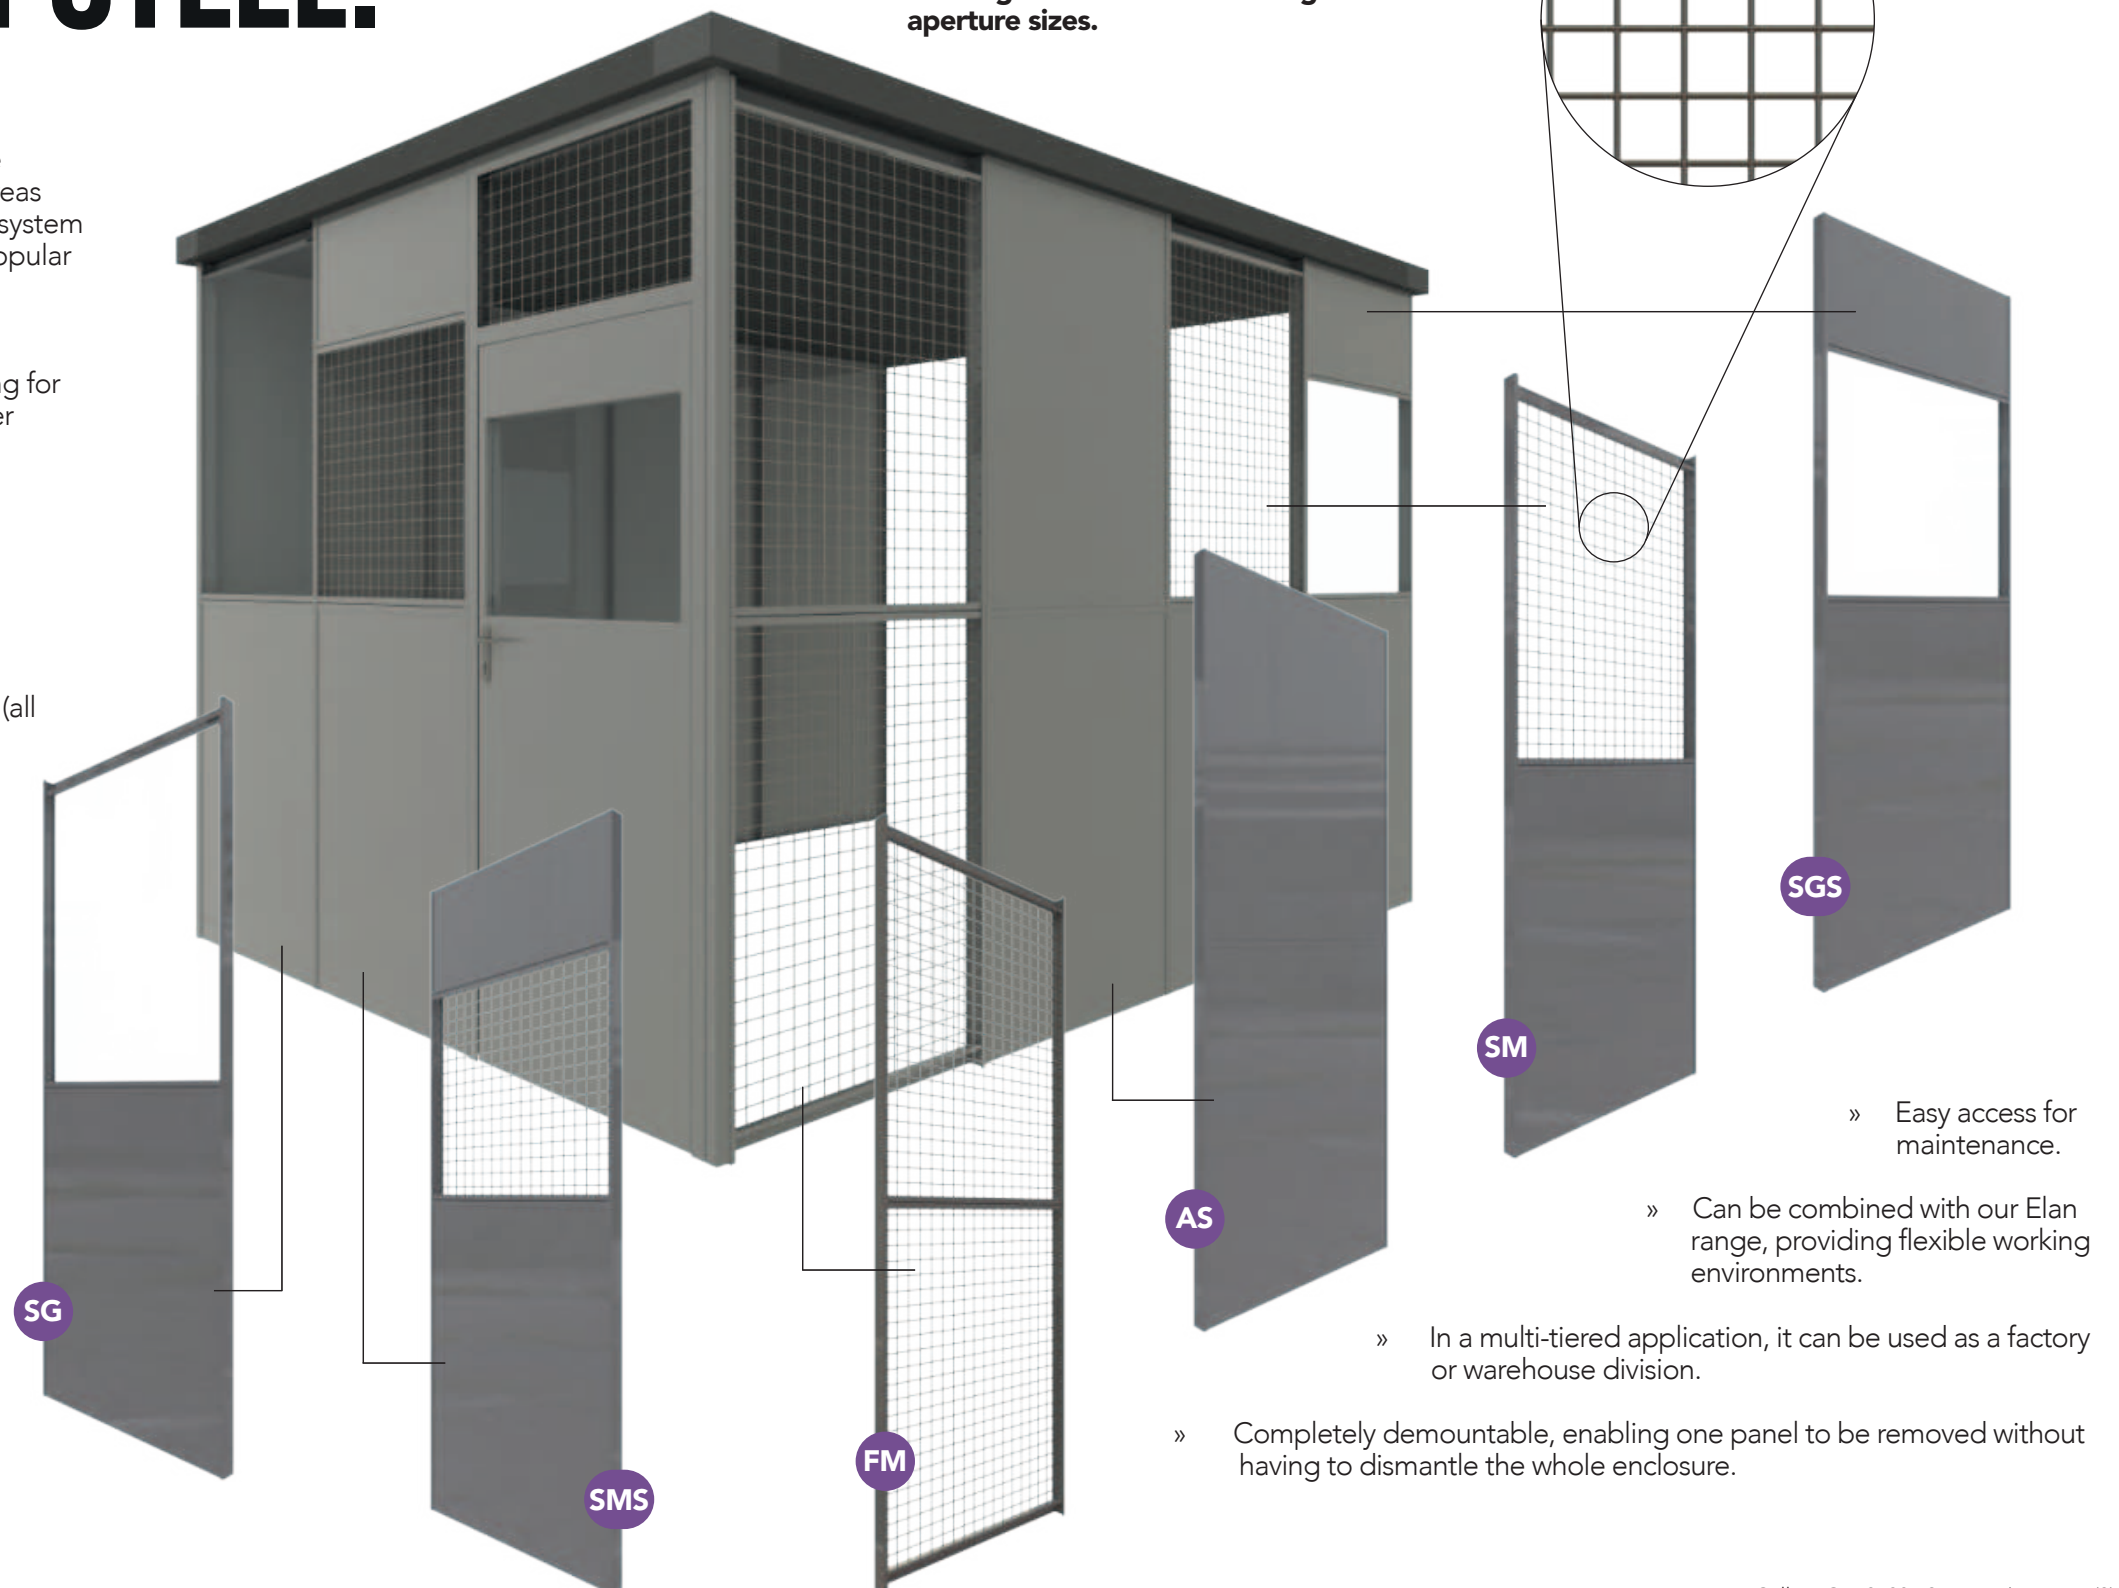 aperture sizes.
eas
system
opular
g for
er
(all
SGS
SM
AS
SG
FM
SMS
» Easy access for
maintenance.
» Can be combined with our Elan
range, providing flexible working
environments.
» In a multi-tiered application, it can be used as a factory
or warehouse division.
» Completely demountable, enabling one panel to be removed without
having to dismantle the whole enclosure.